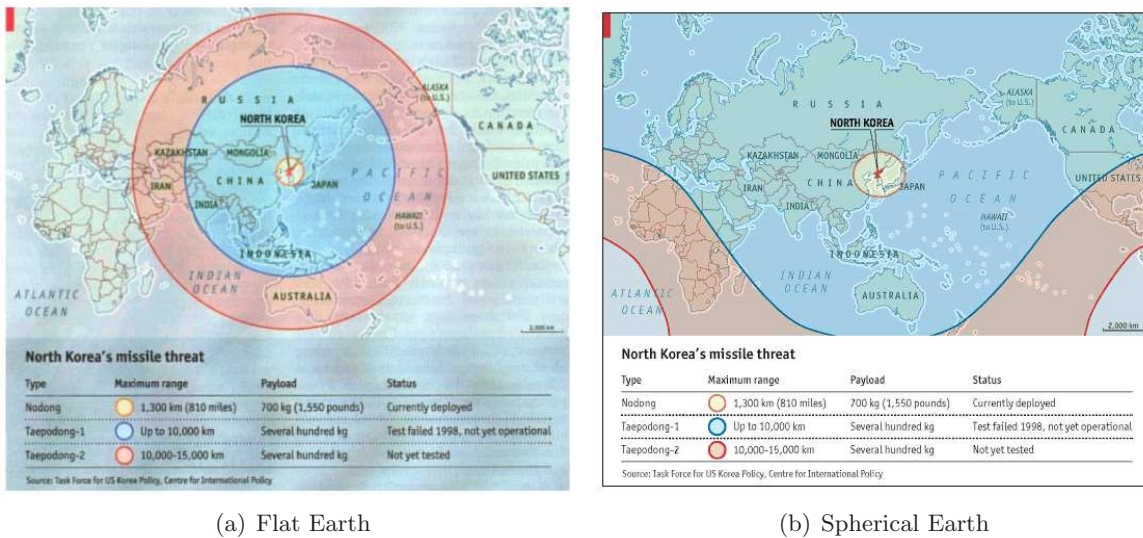 RUSSIA
ALASKA
(to U.S.)
NORTH KOREA
CANADA
KAZAKHSTAN
MONGOLIA
UNITED STATES
IRAN
CHINA
JAPAN
PACIFIC
OCEAN
INDIA
HAWAII
(to U.S.)
INDONESIA
INDIAN
OCEAN
AUSTRALIA
ATLANTIC
OCEAN
2,000 km
North Korea's missile threat
Type Maximum range Payload Status
Nodong 1,300 km (810 miles) 700 kg (1,550 pounds) Currently deployed
Taepodong-1 Up to 10,000 km Several hundred kg Test failed 1998, not yet operational
Taepodong-2 10,000-15,000 km Several hundred kg Not yet tested
Source: Task Force for US Korea Policy, Centre for International Policy
(a) Flat Earth
RUSSIA
ALASKA
(to U.S.)
NORTH KOREA
CANADA
KAZAKHSTAN
MONGOLIA
UNITED STATES
IRAN
CHINA
JAPAN
PACIFIC
OCEAN
INDIA
HAWAII
(to U.S.)
INDONESIA
INDIAN
OCEAN
AUSTRALIA
ATLANTIC
OCEAN
2,000 km
North Korea's missile threat
Type Maximum range Payload Status
Nodong 1,300 km (810 miles) 700 kg (1,550 pounds) Currently deployed
Taepodong-1 Up to 10,000 km Several hundred kg Test failed 1998, not yet operational
Taepodong-2 10,000-15,000 km Several hundred kg Not yet tested
Source: Task Force for US Korea Policy, Centre for International Policy
(b) Spherical Earth